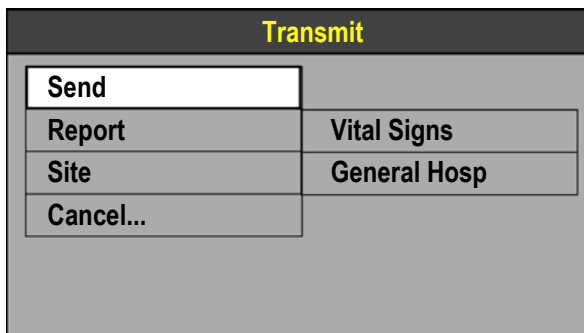 Transmit
Send
Report Vital Signs
Site General Hosp
Cancel...